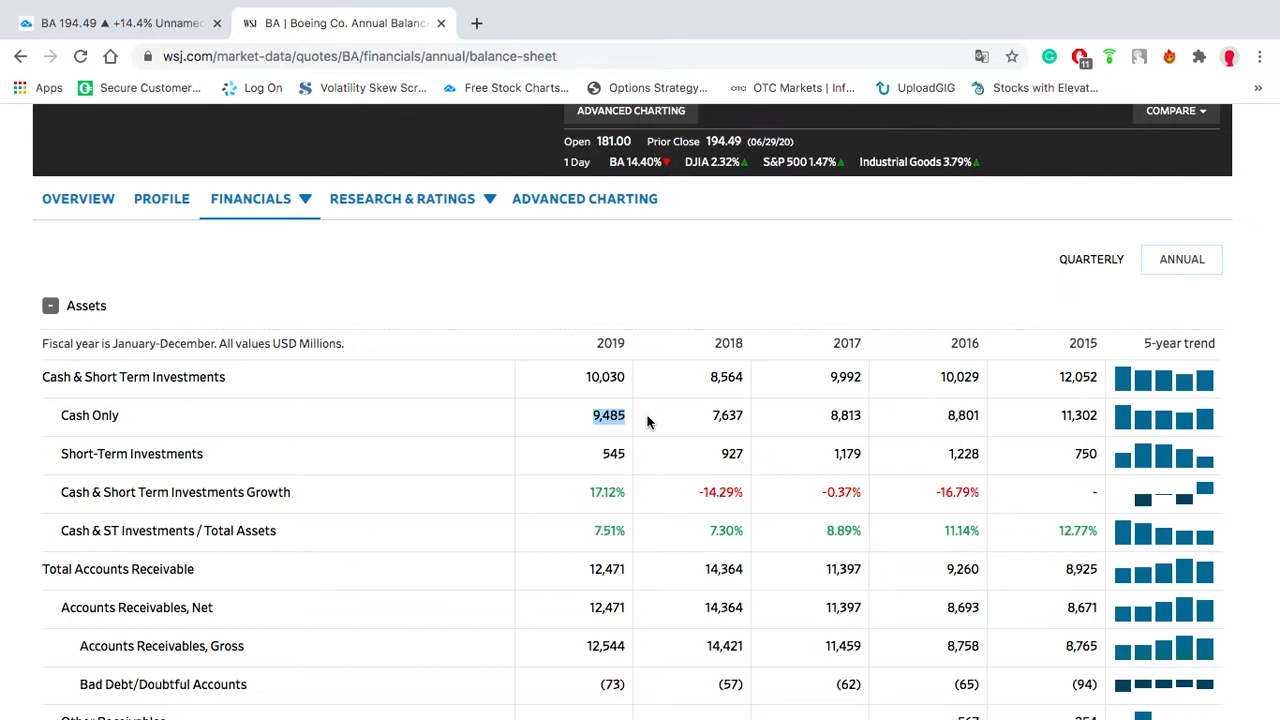 BA 194.49 ▲ +14.4% Unname
WSJ BA | Boeing Co. Annual Balanc
wsj.com/market-data/quotes/BA/financials/annual/balance-sheet
11
Apps Secure Customer... Log On Volatility Skew Scr... Free Stock Charts... Options Strategy... OTC Markets | Inf... UploadGIG Stocks with Elevat... »
ADVANCED CHARTING COMPARE
Open 181.00 Prior Close 194.49 (06/29/20)
1 Day BA 14.40% DJIA 2.32% S&P 500 1.47% Industrial Goods 3.79%
OVERVIEW PROFILE FINANCIALS RESEARCH & RATINGS ADVANCED CHARTING
QUARTERLY ANNUAL
- Assets
Fiscal year is January-December. All values USD Millions. 2019 2018 2017 2016 2015 5-year trend
Cash & Short Term Investments 10,030 8,564 9,992 10,029 12,052
Cash Only 9,485 7,637 8,813 8,801 11,302
Short-Term Investments 545 927 1,179 1,228 750
Cash & Short Term Investments Growth 17.12% -14.29% -0.37% -16.79% -
Cash & ST Investments / Total Assets 7.51% 7.30% 8.89% 11.14% 12.77%
Total Accounts Receivable 12,471 14,364 11,397 9,260 8,925
Accounts Receivables, Net 12,471 14,364 11,397 8,693 8,671
Accounts Receivables, Gross 12,544 14,421 11,459 8,758 8,765
Bad Debt/Doubtful Accounts (73) (57) (62) (65) (94)
Other Receivables 567 254